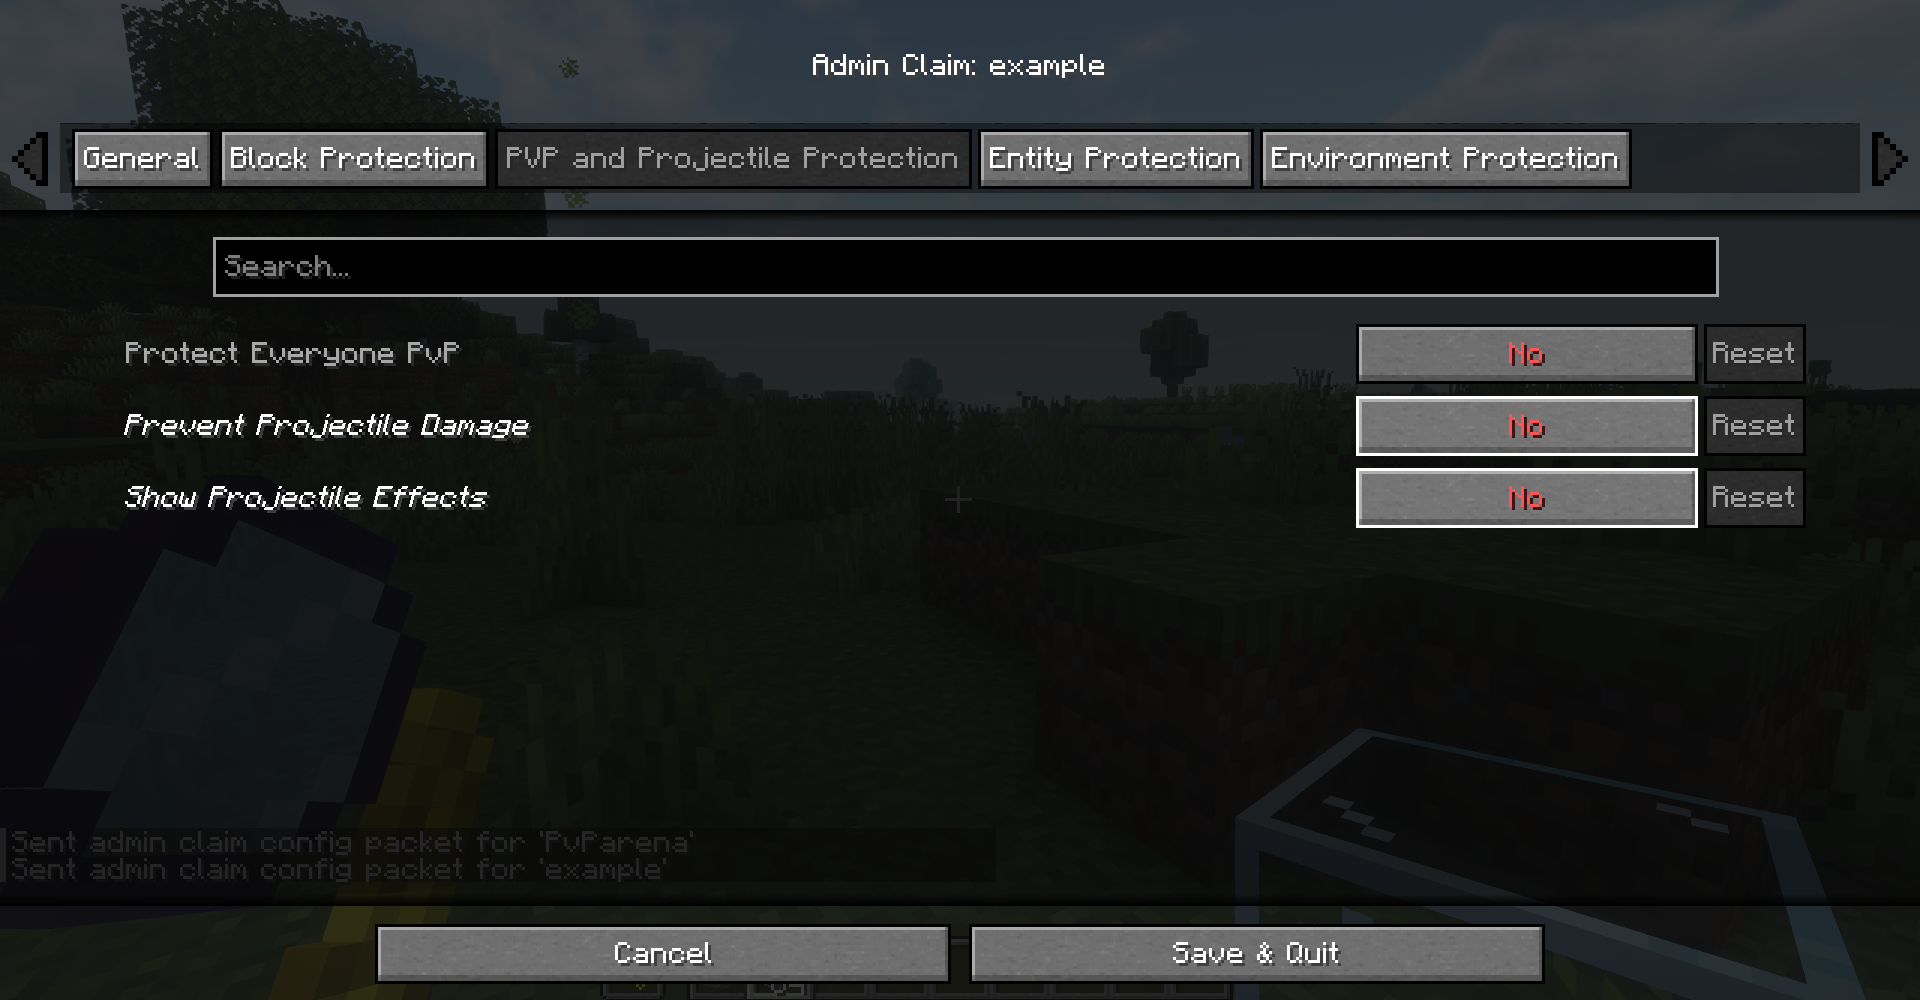 Admin Claim: example
General Block Protection PVP and Projectile Protection Entity Protection Environment Protection
Search...
Protect Everyone PvP No Reset
Prevent Projectile Damage No Reset
Show Projectile Effects No Reset
Sent admin claim config packet for 'PvParena'
Sent admin claim config packet for 'example'
Cancel Save & Quit